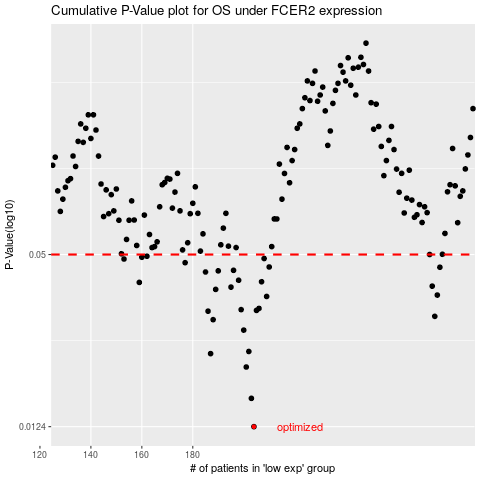 Cumulative P-Value plot for OS under FCER2 expression
P-Value(log10)
0.05
0.0124
optimized
120 140 160 180
# of patients in 'low exp' group